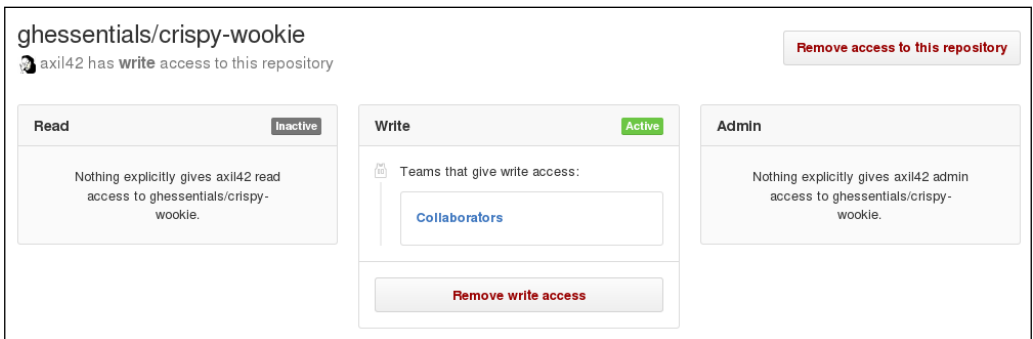 ghessentials/crispy-wookie
axil42 has write access to this repository
Remove access to this repository
Read
Inactive
Nothing explicitly gives axil42 read
access to ghessentials/crispy-
wookie.
Write
Active
Teams that give write access:
Collaborators
Remove write access
Admin
Nothing explicitly gives axil42 admin
access to ghessentials/crispy-
wookie.